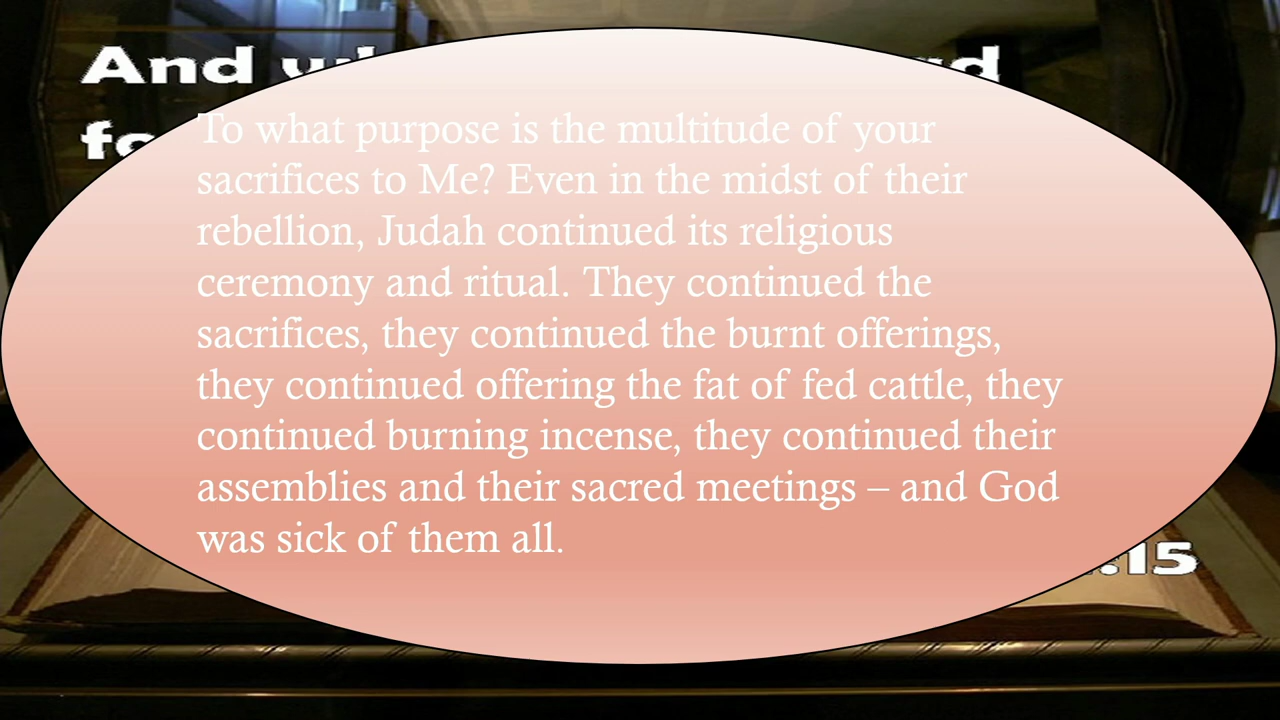 And
To what purpose is the multitude of your
sacrifices to Me? Even in the midst of their
rebellion, Judah continued its religious
ceremony and ritual. They continued the
sacrifices, they continued the burnt offerings,
they continued offering the fat of fed cattle, they
continued burning incense, they continued their
assemblies and their sacred meetings – and God
was sick of them all.
:15